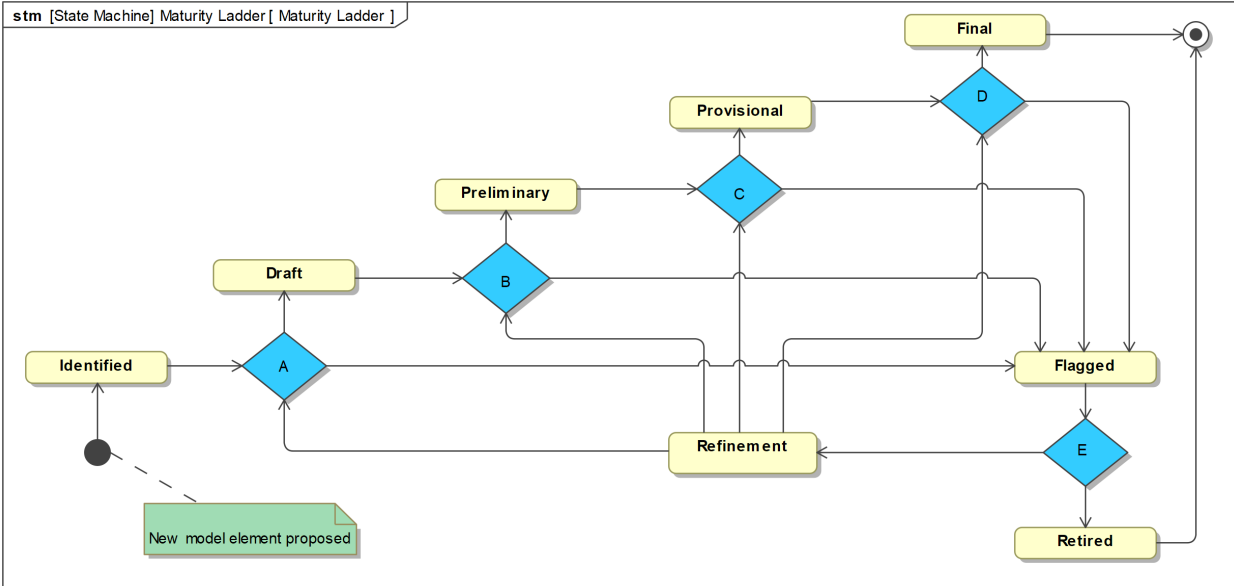 stm [State Machine] Maturity Ladder [ Maturity Ladder ]
Final
D
Provisional
C
Preliminary
B
Draft
Identified
A
Flagged
Refinement
E
New model element proposed
Retired